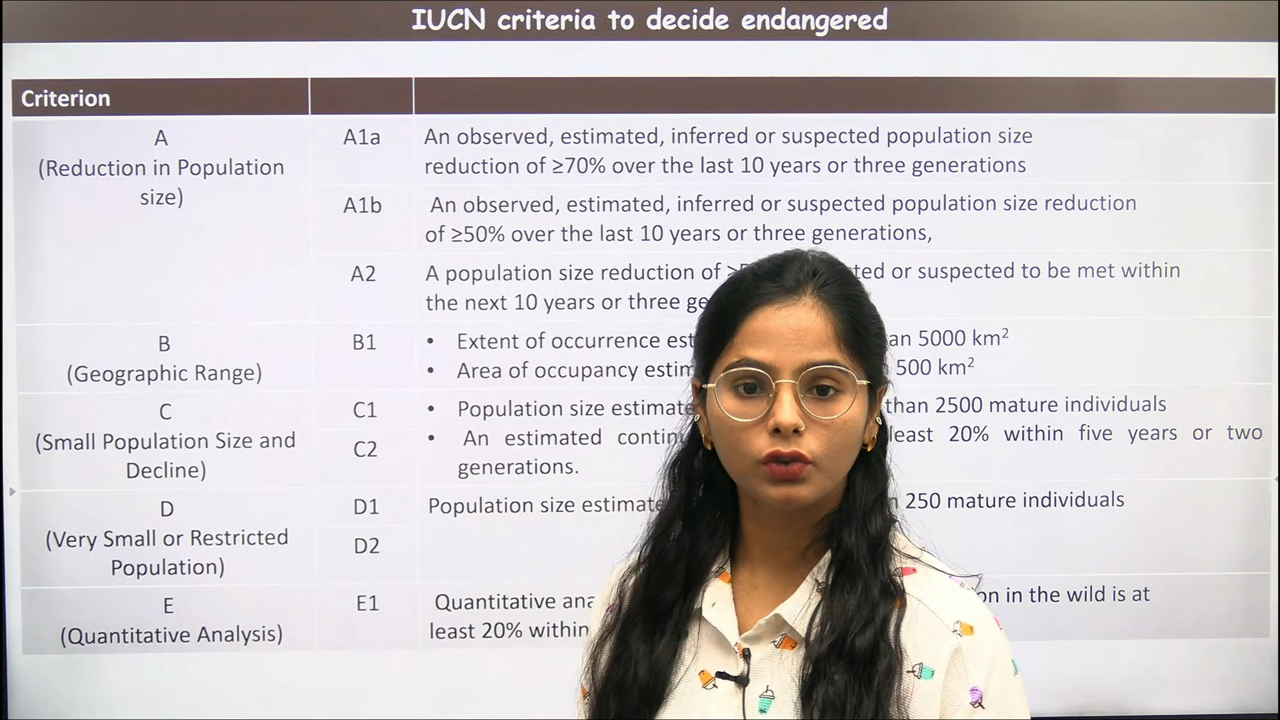 IUCN criteria to decide endangered
Criterion
A
(Reduction in Population
size)
A1a
An observed, estimated, inferred or suspected population size
reduction of ≥70% over the last 10 years or three generations
A1b
An observed, estimated, inferred or suspected population size reduction
of ≥50% over the last 10 years or three generations,
A2
A population size reduction of or suspected to be met within
the next 10 years or three
B
(Geographic Range)
B1
• Extent of occurrence 5000 km²
• Area of occupancy 500 km²
C
(Small Population Size and
Decline)
C1
• Population size than 2500 mature individuals
C2
• An estimated least 20% within five years or two
generations.
D
(Very Small or Restricted
Population)
D1
Population size 250 mature individuals
D2
E
(Quantitative Analysis)
E1
Quantitative in the wild is at
least 20% within